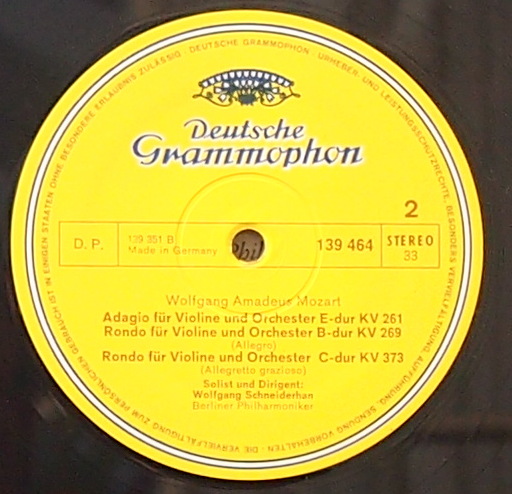 DEUTSCHE GRAMMOPHON · URHEBER- UND LEISTUNGSSCHUTZRECHTE, BESONDERS VERVIELFÄLTIGUNG, AUFFÜHRUNG, SENDUNG VORBEHALTEN · DIE VERVIELFÄLTIGUNG ZUM PERSÖNLICHEN GEBRAUCH IST IN EINIGEN STAATEN OHNE BESONDERE ERLAUBNIS ZULÄSSIG ·
Deutsche
Grammophon
2
D. P.
139 351 B
Made in Germany
139 464
STEREO
33
Wolfgang Amadeus Mozart
Adagio für Violine und Orchester E-dur KV 261
Rondo für Violine und Orchester B-dur KV 269
(Allegro)
Rondo für Violine und Orchester C-dur KV 373
(Allegretto grazioso)
Solist und Dirigent:
Wolfgang Schneiderhan
Berliner Philharmoniker